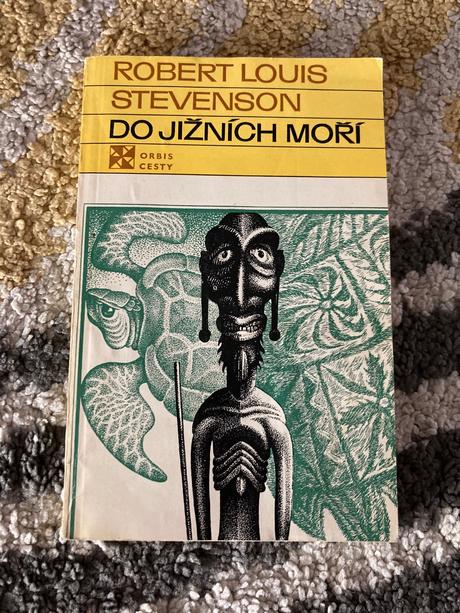 ROBERT LOUIS
STEVENSON
DO JIŽNÍCH MOŘÍ
ORBIS
CESTY